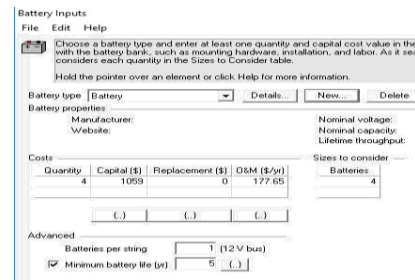 Battery Inputs
File Edit Help
Choose a battery type and enter at least one quantity and capital cost value in the
with the battery bank, such as mounting hardware, installation, and labor. As it sea
considers each quantity in the Sizes to Consider table.
Hold the pointer over an element or click Help for more information.
Battery type Battery Details... New... Delete
Battery properties
Manufacturer: Nominal voltage:
Website: Nominal capacity:
Lifetime throughput:
Costs Sizes to consider
Quantity Capital ($) Replacement ($) O&M ($/yr) Batteries
4 1059 0 177.65 4
{..} {..} {..}
Advanced
Batteries per string 1 (12 V bus)
Minimum battery life (yr) 5 {..}